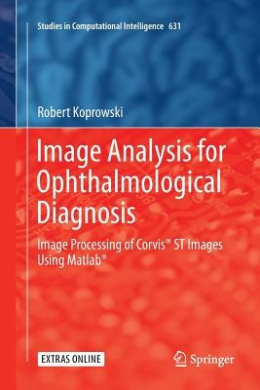 Studies in Computational Intelligence 631
Robert Koprowski
Image Analysis for
Ophthalmological
Diagnosis
Image Processing of Corvis® ST Images
Using Matlab®
EXTRAS ONLINE
Springer